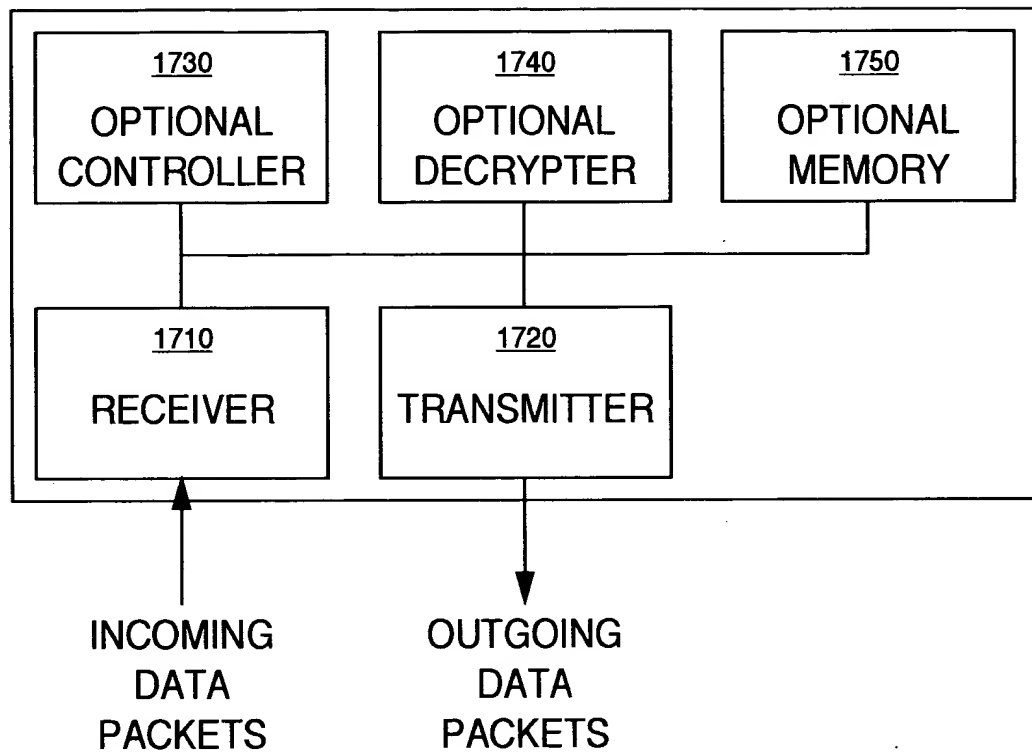 1730
OPTIONAL
CONTROLLER
1740
OPTIONAL
DECRYPTER
1750
OPTIONAL
MEMORY
1710
RECEIVER
1720
TRANSMITTER
INCOMING
DATA
PACKETS
OUTGOING
DATA
PACKETS